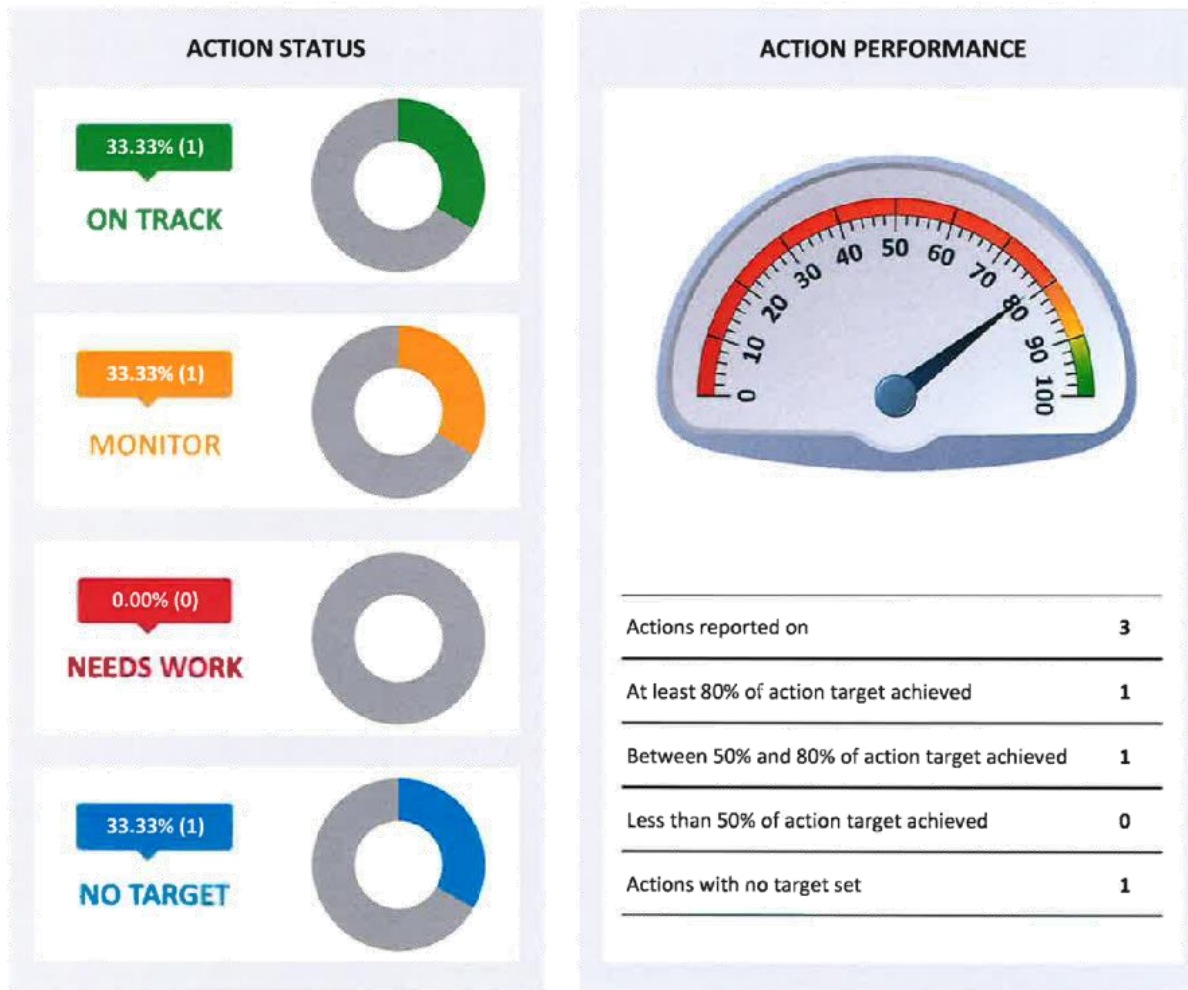 ACTION STATUS
33.33% (1)
ON TRACK
33.33% (1)
MONITOR
0.00% (0)
NEEDS WORK
33.33% (1)
NO TARGET
ACTION PERFORMANCE
0
10
20
30
40
50
60
70
80
90
100
Actions reported on 3
At least 80% of action target achieved 1
Between 50% and 80% of action target achieved 1
Less than 50% of action target achieved 0
Actions with no target set 1